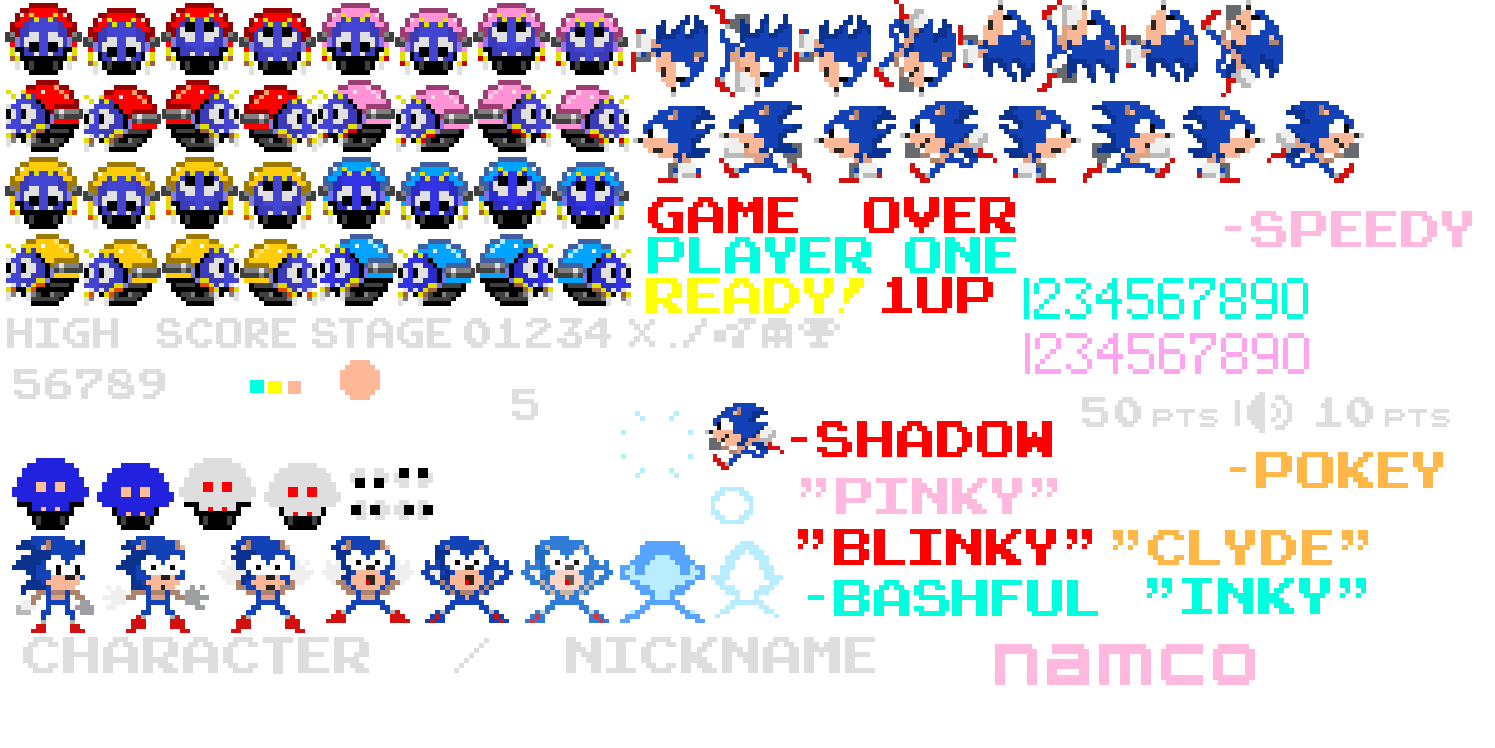 GAME OVER
-SPEEDY
PLAYER ONE
READY! 1UP
1234567890
HIGH SCORE STAGE 01234 X ./
1234567890
56789
5
50 PTS 10 PTS
-SHADOW
-POKEY
"PINKY"
"BLINKY" "CLYDE"
-BASHFUL "INKY"
CHARACTER / NICKNAME
namco